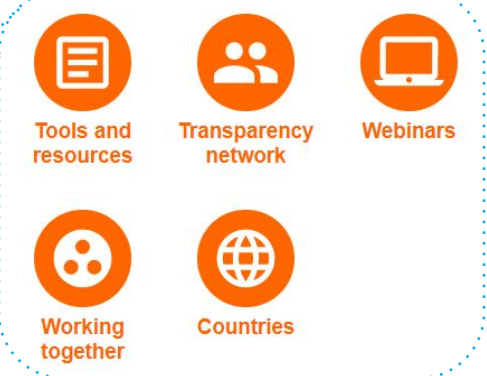 Tools and
resources
Transparency
network
Webinars
Working
together
Countries